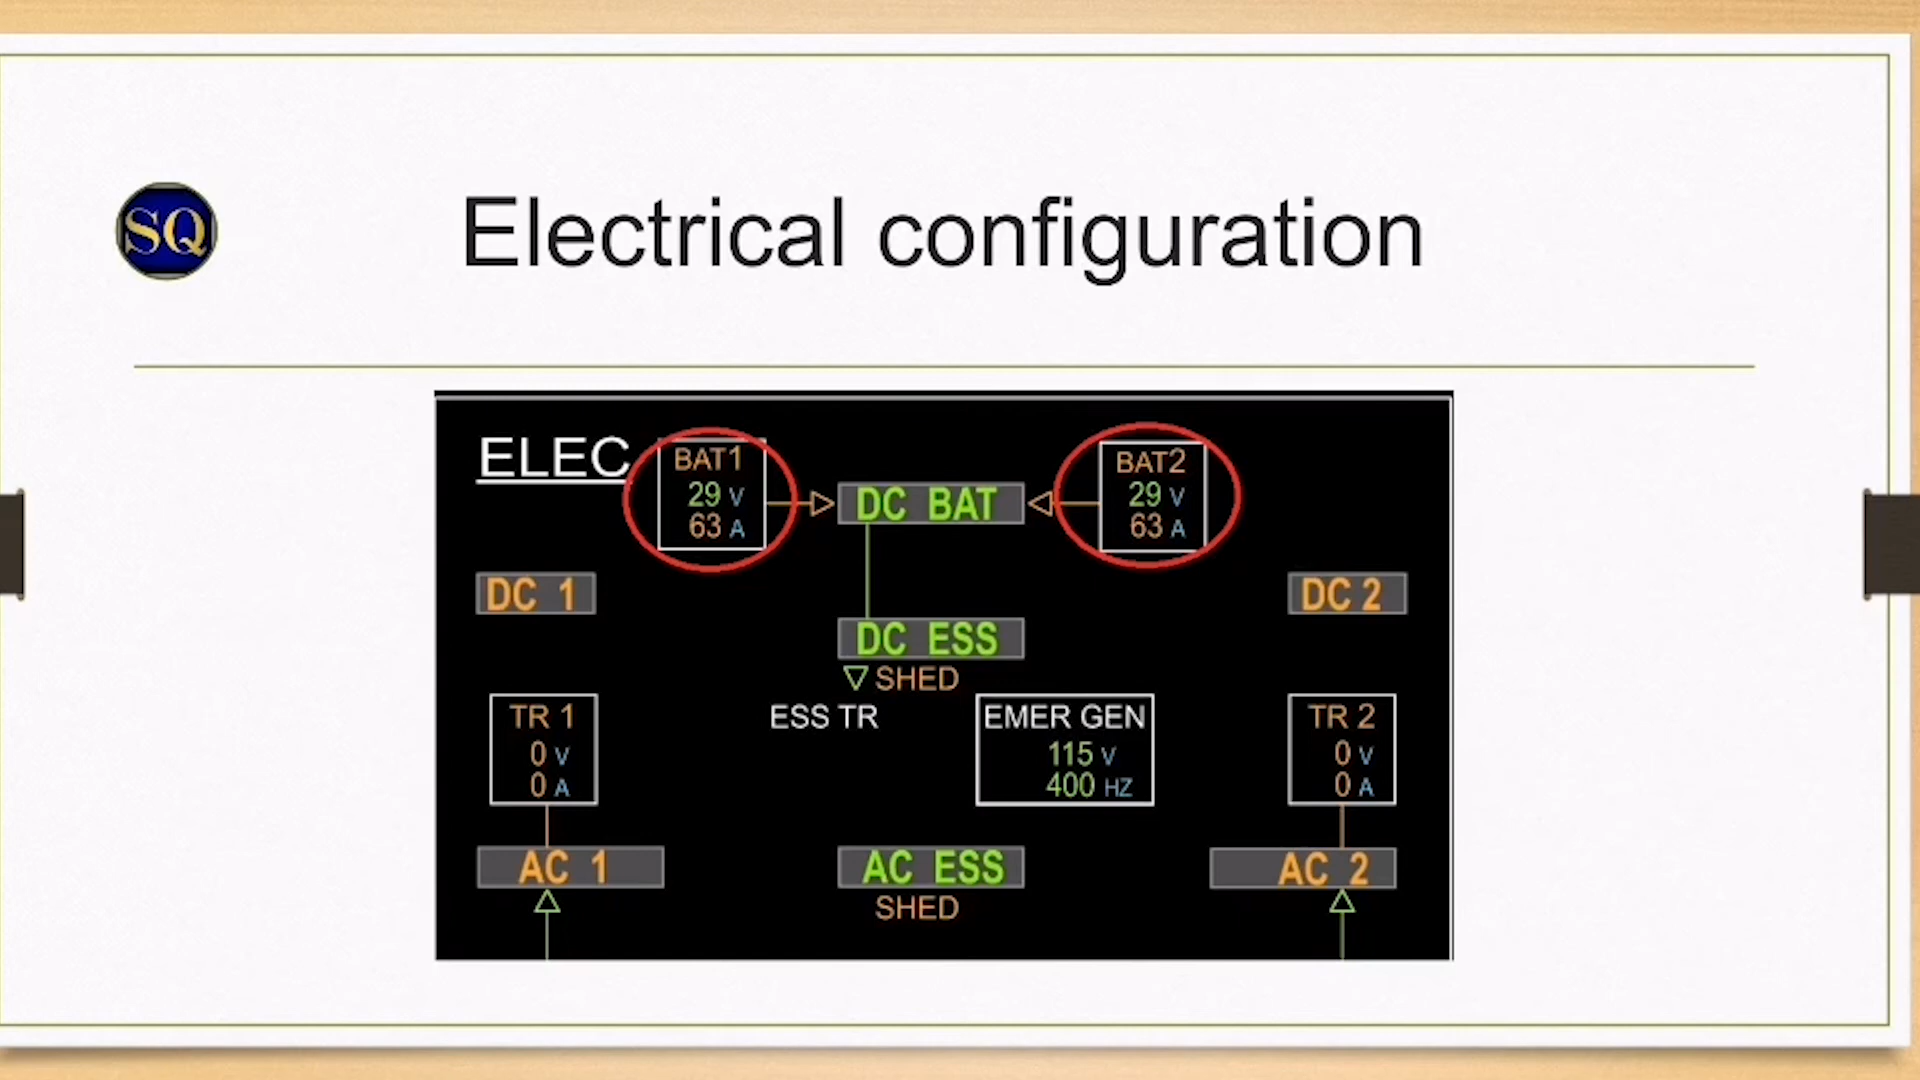 SQ
Electrical configuration
ELEC
BAT1
29 V
63 A
DC BAT
BAT2
29 V
63 A
DC 1
DC 2
DC ESS
SHED
TR 1
0 V
0 A
ESS TR
EMER GEN
115 V
400 HZ
TR 2
0 V
0 A
AC 1
AC ESS
SHED
AC 2